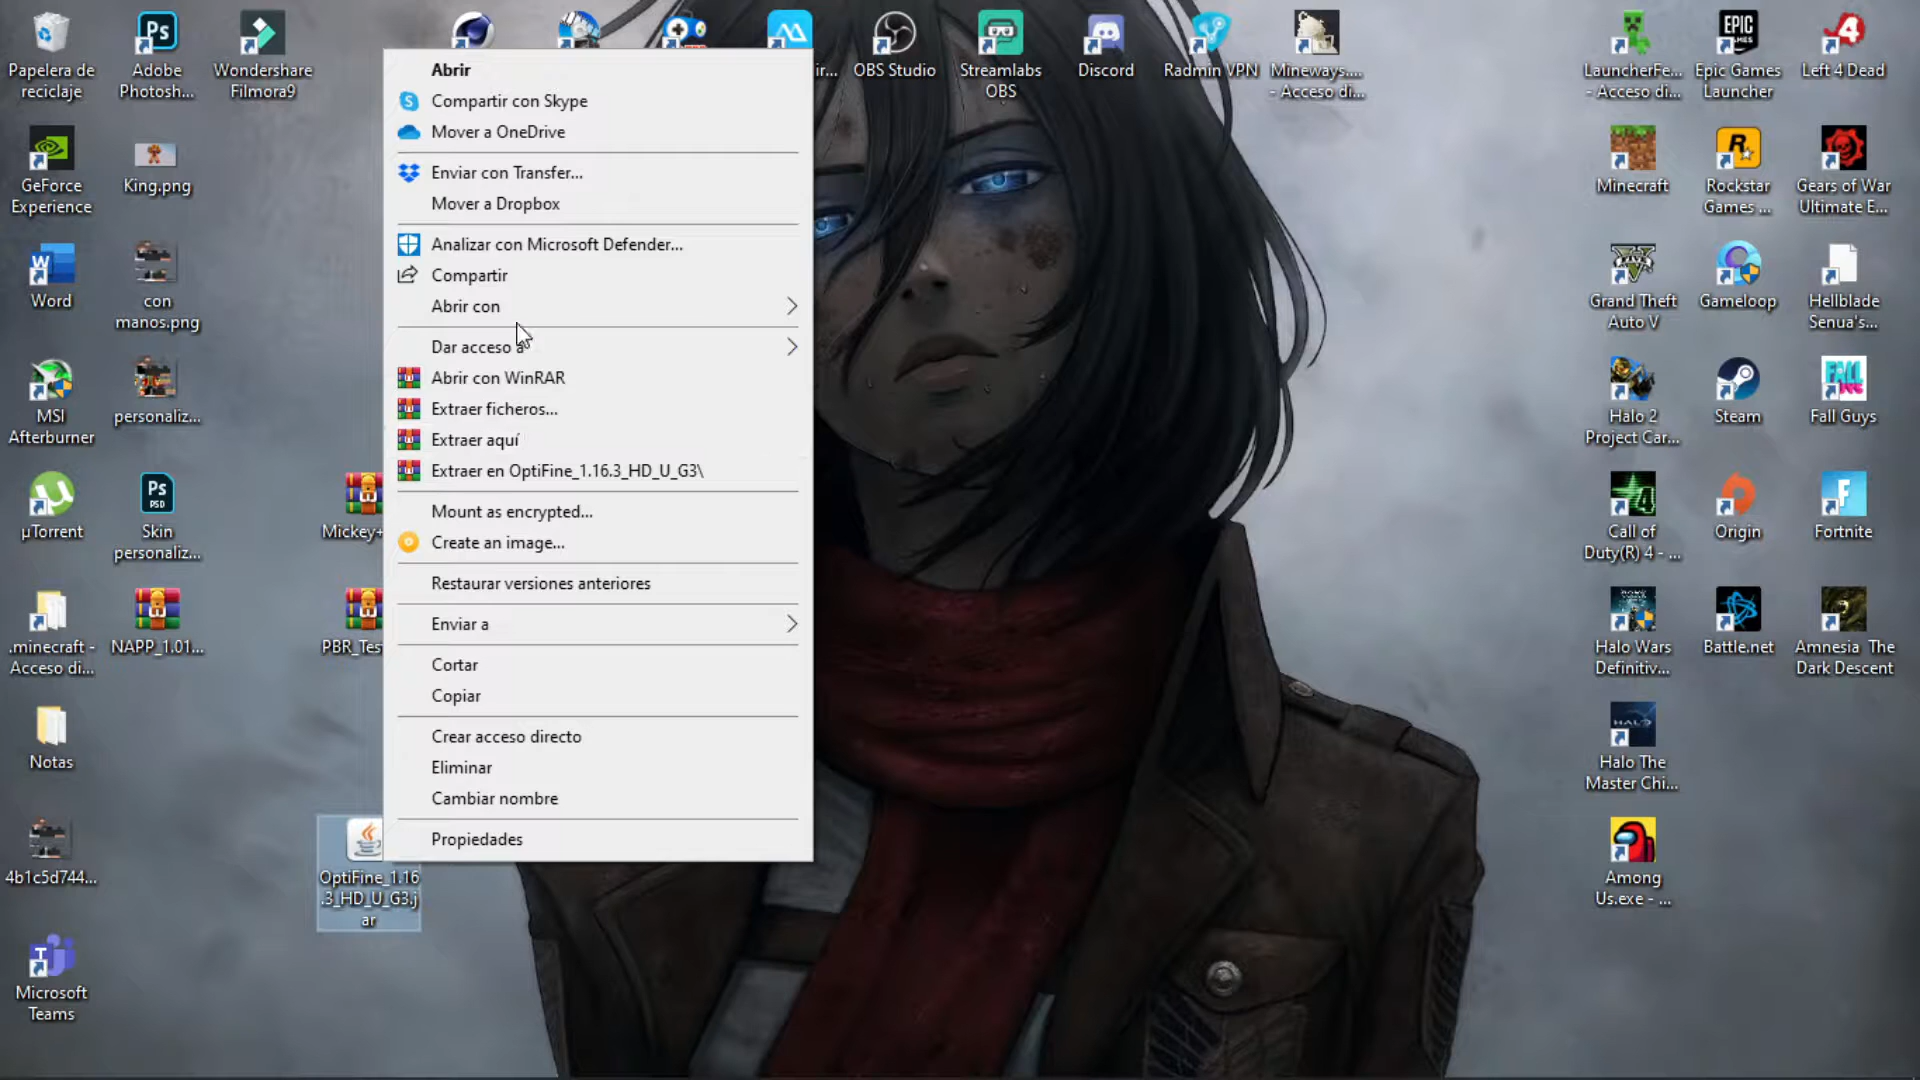 Papelera de
reciclaje
Adobe
Photosh...
Wondershare
Filmora9
ir...
OBS Studio
Streamlabs
OBS
Discord
Radmin VPN
Mineways....
- Acceso di...
LauncherFe...
- Acceso di...
Epic Games
Launcher
Left 4 Dead
GeForce
Experience
King.png
Minecraft
Rockstar
Games ...
Gears of War
Ultimate E...
Word
con
manos.png
Grand Theft
Auto V
Gameloop
Hellblade
Senua's...
MSI
Afterburner
personaliz...
Halo 2
Project Car...
Steam
Fall Guys
µTorrent
Skin
personaliz...
Mickey+
Call of
Duty(R) 4 - ...
Origin
Fortnite
.minecraft -
Acceso di...
NAPP_1.01...
PBR_Tes
Halo Wars
Definitiv...
Battle.net
Amnesia The
Dark Descent
Notas
Halo The
Master Chi...
4b1c5d744...
OptiFine_1.16
.3_HD_U_G3.j
ar
Among
Us.exe - ...
Microsoft
Teams
Abrir
Compartir con Skype
Mover a OneDrive
Enviar con Transfer...
Mover a Dropbox
Analizar con Microsoft Defender...
Compartir
Abrir con
Dar acceso a
Abrir con WinRAR
Extraer ficheros...
Extraer aquí
Extraer en OptiFine_1.16.3_HD_U_G3\
Mount as encrypted...
Create an image...
Restaurar versiones anteriores
Enviar a
Cortar
Copiar
Crear acceso directo
Eliminar
Cambiar nombre
Propiedades